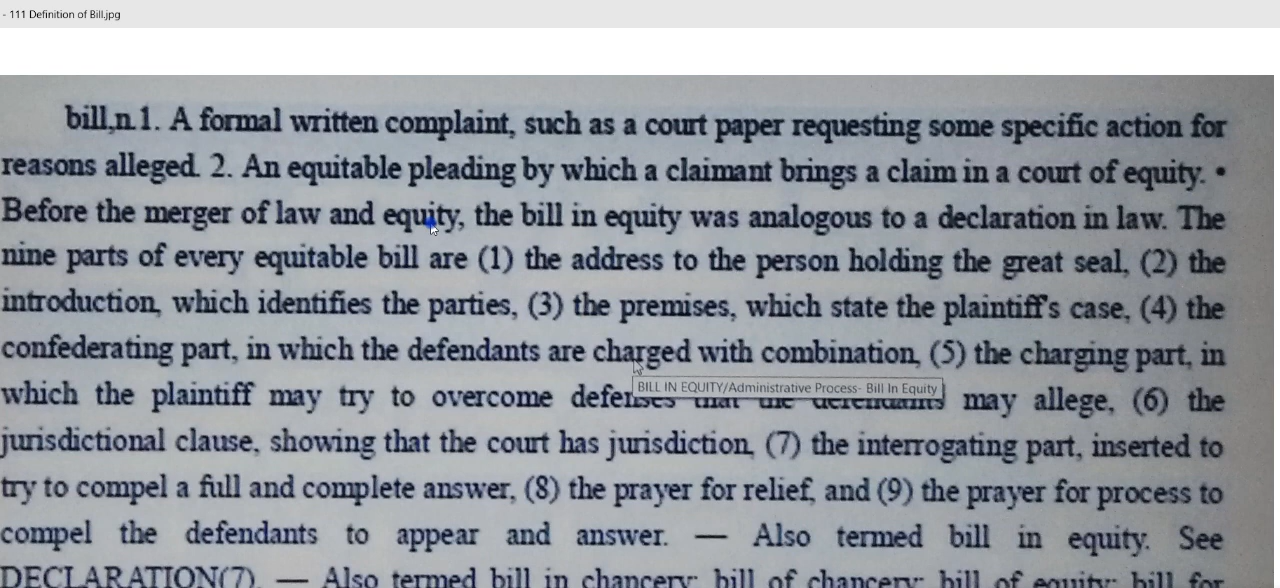 - 111 Definition of Bill.jpg
bill,n.1. A formal written complaint, such as a court paper requesting some specific action for
reasons alleged. 2. An equitable pleading by which a claimant brings a claim in a court of equity. •
Before the merger of law and equity, the bill in equity was analogous to a declaration in law. The
nine parts of every equitable bill are (1) the address to the person holding the great seal, (2) the
introduction, which identifies the parties, (3) the premises, which state the plaintiff's case, (4) the
confederating part, in which the defendants are charged with combination, (5) the charging part, in
BILL IN EQUITY/Administrative Process- Bill In Equity
which the plaintiff may try to overcome defenses that the defendants may allege, (6) the
jurisdictional clause, showing that the court has jurisdiction, (7) the interrogating part, inserted to
try to compel a full and complete answer, (8) the prayer for relief, and (9) the prayer for process to
compel the defendants to appear and answer. — Also termed bill in equity. See
DECLARATION(7). — Also termed bill in chancery; bill of chancery; bill of equity; bill for